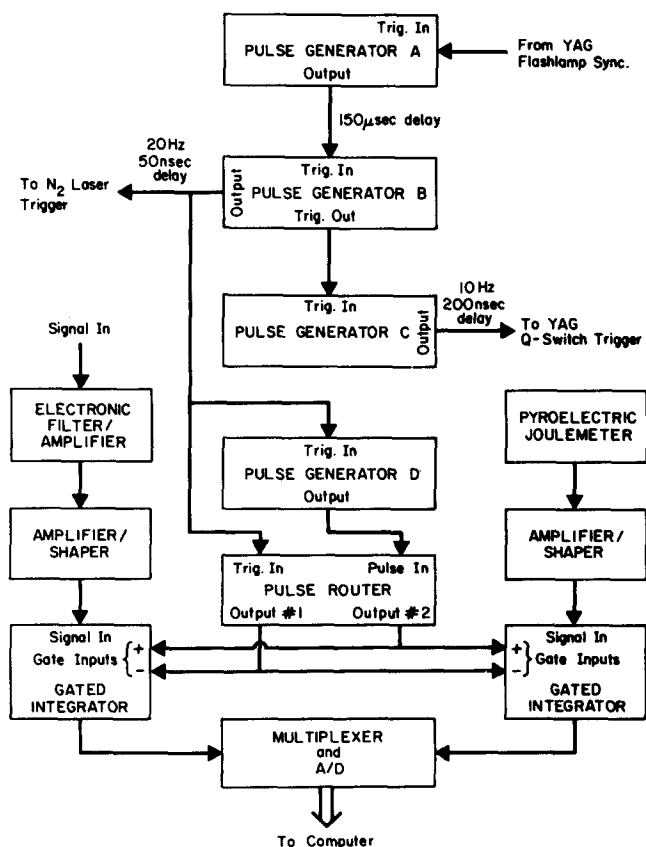 Trig. In
PULSE GENERATOR A
Output
From YAG
Flashlamp Sync.
150μsec delay
20Hz
50nsec
delay
To N2 Laser
Trigger
Output
Trig. In
PULSE GENERATOR B
Trig. Out
Trig. In
PULSE GENERATOR C
Output
10Hz
200nsec
delay
To YAG
Q-Switch Trigger
Signal In
ELECTRONIC
FILTER/
AMPLIFIER
Trig. In
PULSE GENERATOR D
Output
PYROELECTRIC
JOULEMETER
AMPLIFIER/
SHAPER
Trig. In Pulse In
PULSE ROUTER
Output #1 Output #2
AMPLIFIER/
SHAPER
Signal In
Gate Inputs { + −
GATED
INTEGRATOR
Signal In
+ − } Gate Inputs
GATED
INTEGRATOR
MULTIPLEXER
and
A/D
To Computer